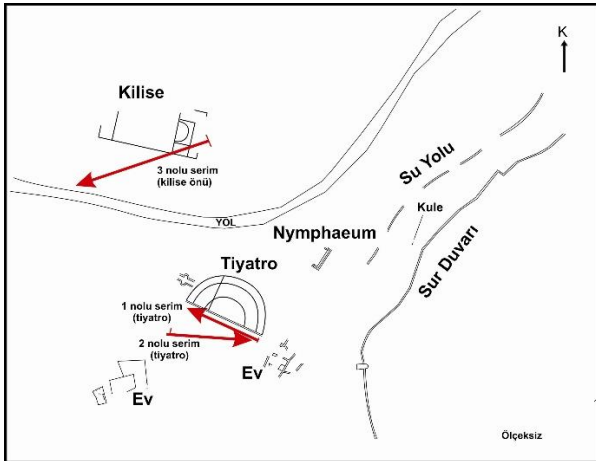 K
Kilise
3 nolu serim
(kilise önü)
Su Yolu
Kule
YOL
Nymphaeum
Sur Duvarı
Tiyatro
1 nolu serim
(tiyatro)
2 nolu serim
(tiyatro)
Ev
Ev
Ölçeksiz